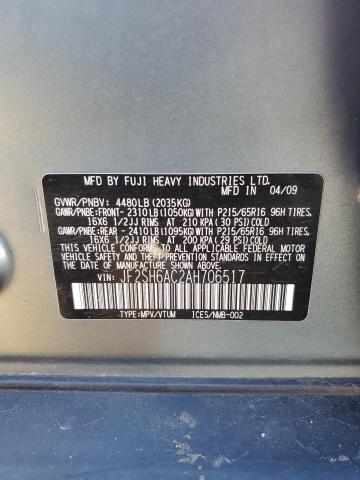 MFD. BY FUJI HEAVY INDUSTRIES LTD.
IN 04/09
GVWR/PNBV: 4480LB (2035KG)
GAWR/PNBE:FRONT- 2310LB (1050KG)WITH P215/65R16 96H TIRES,
16X6 1/2JJ RIMS, AT 210 KPA (30 PSI) COLD
GAWR/PNBE:REAR - 2410LB (1095KG)WITH P215/65R16 96H TIRES,
16X6 1/2JJ RIMS, AT 200 KPA (29 PSI) COLD
THIS VEHICLE CONFORMS TO ALL APPLICABLE FEDERAL MOTOR
VEHICLE SAFETY AND THEFT PREVENTION STANDARDS IN EFFECT
ON THE DATE OF MANUFACTURE SHOWN ABOVE.
VIN: JF2SH6AC2AH706517
TYPE:MPV/VTUM ICES/NMB-002